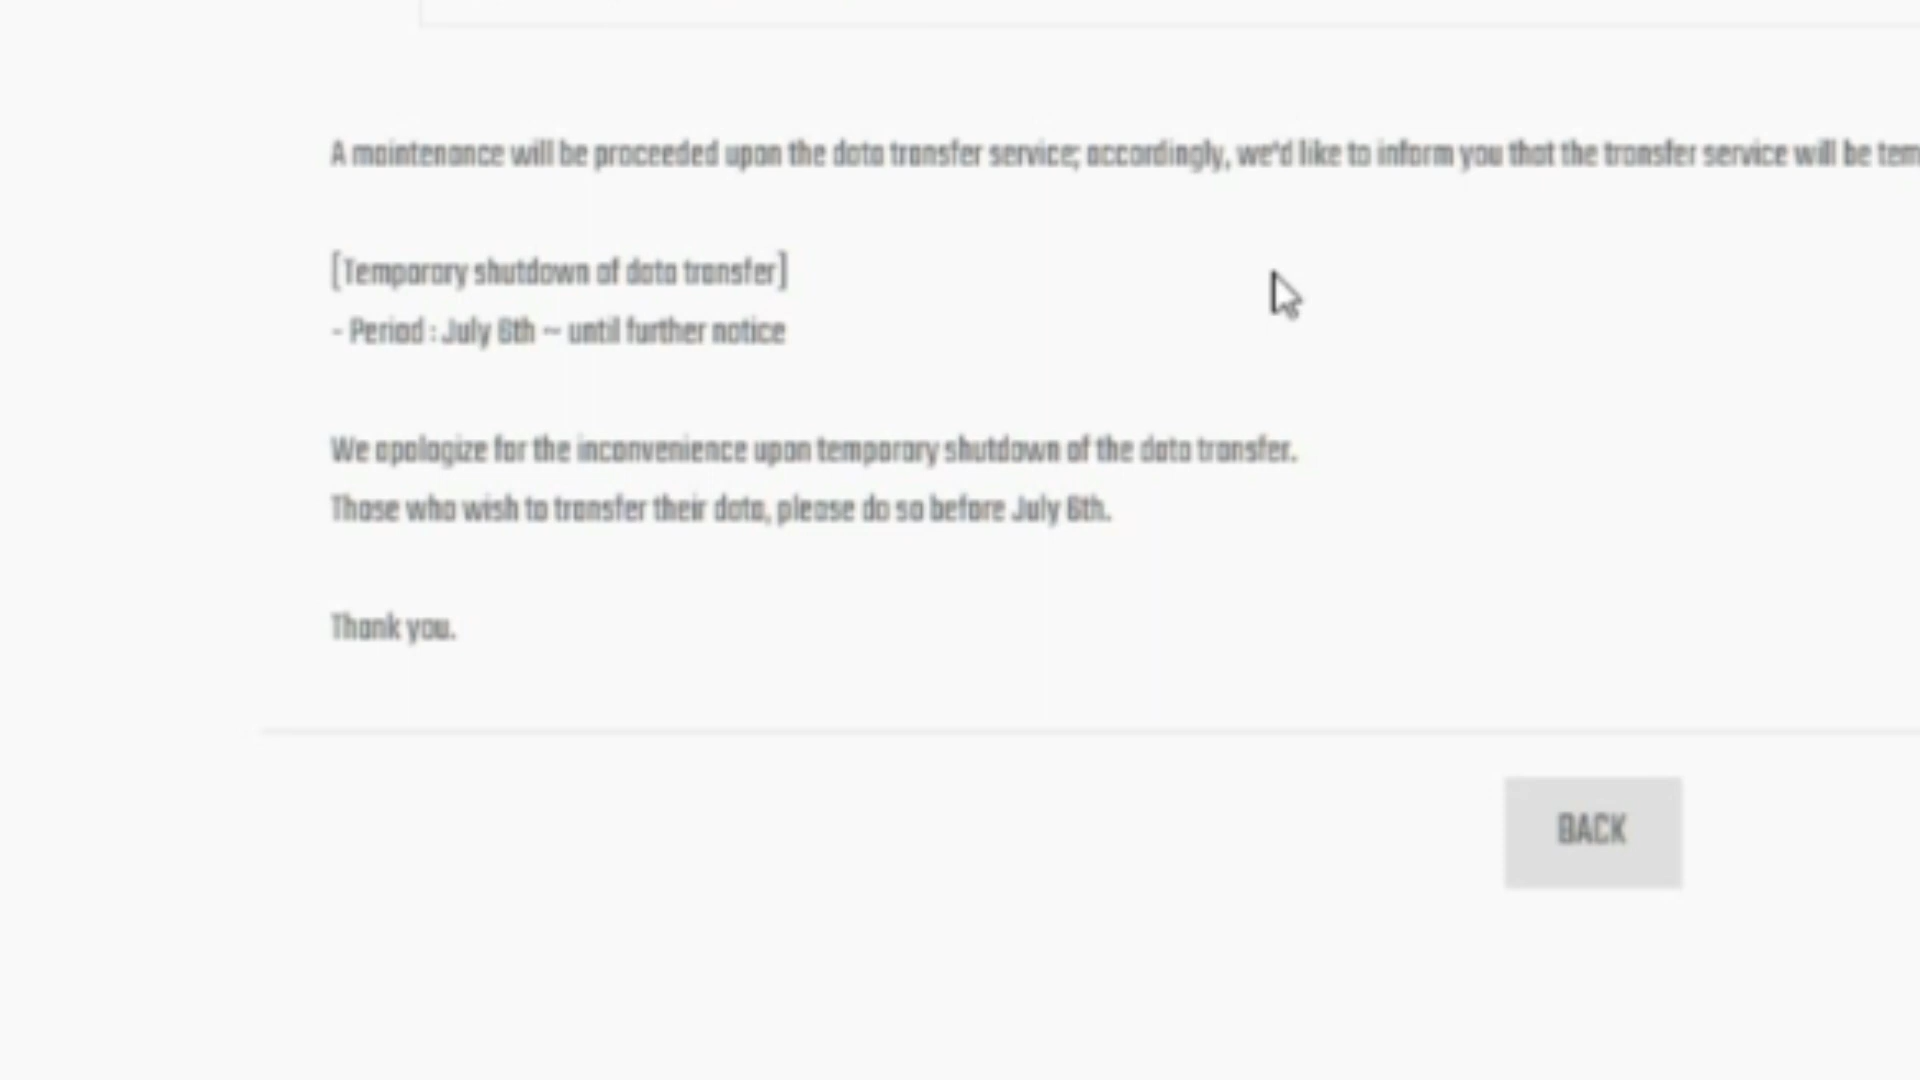 A maintenance will be proceeded upon the data transfer service; accordingly, we'd like to inform you that the transfer service will be tem
[Temporary shutdown of data transfer]
- Period : July 6th ~ until further notice
We apologize for the inconvenience upon temporary shutdown of the data transfer.
Those who wish to transfer their data, please do so before July 6th.
Thank you.
BACK